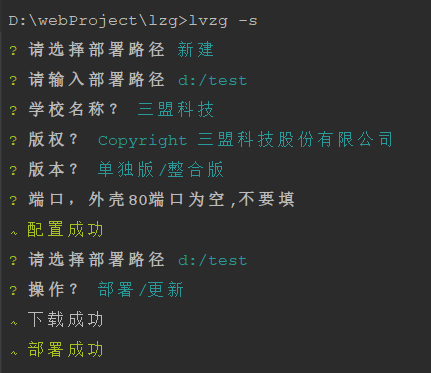 D:\webProject\lzg>lvzg -s
? 请选择部署路径 新建
? 请输入部署路径 d:/test
? 学校名称? 三盟科技
? 版权? Copyright 三盟科技股份有限公司
? 版本? 单独版/整合版
? 端口，外壳80端口为空,不要填
~ 配置成功
? 请选择部署路径 d:/test
? 操作? 部署/更新
~ 下载成功
~ 部署成功